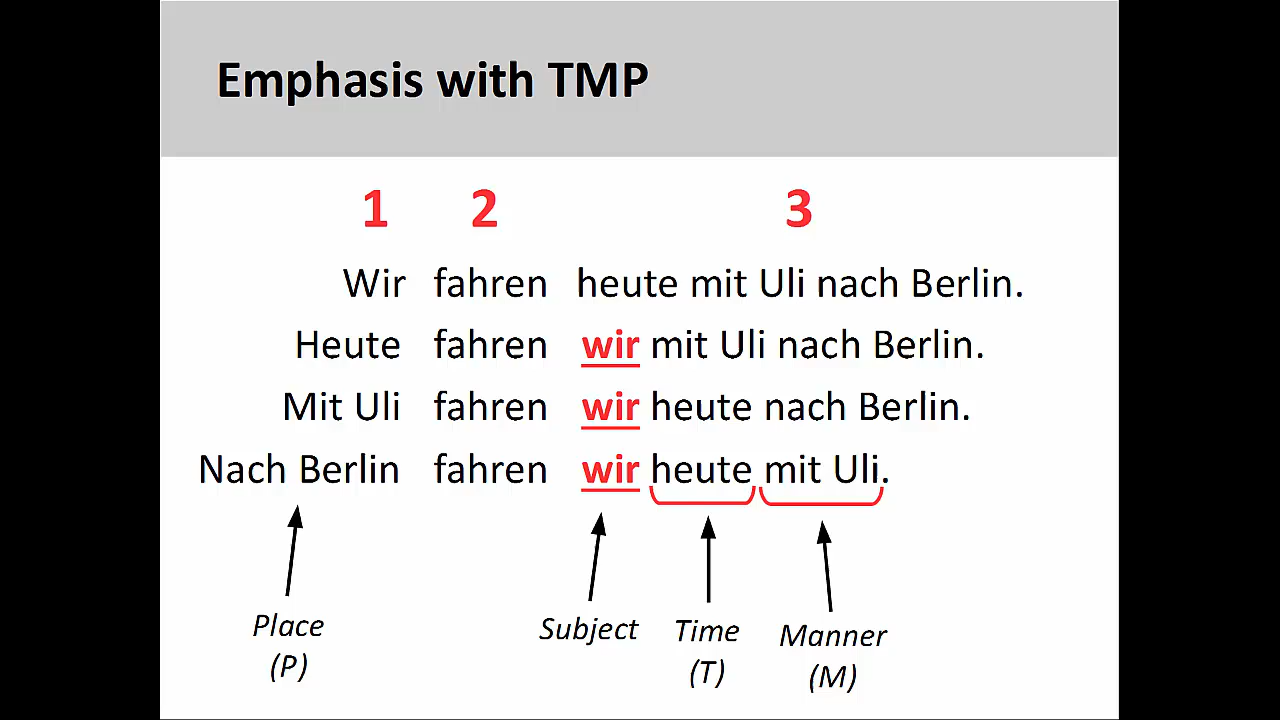 Emphasis with TMP
1 2 3
Wir fahren heute mit Uli nach Berlin.
Heute fahren wir mit Uli nach Berlin.
Mit Uli fahren wir heute nach Berlin.
Nach Berlin fahren wir heute mit Uli.
Place Subject Time Manner
(P) (T) (M)